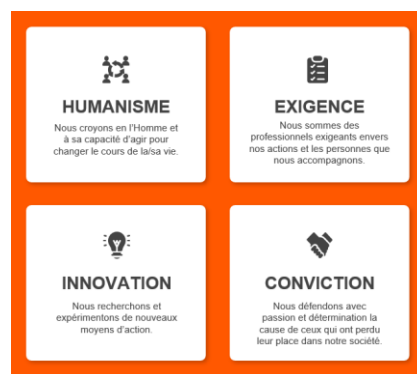 HUMANISME
Nous croyons en l'Homme et
à sa capacité d'agir pour
changer le cours de la/sa vie.
EXIGENCE
Nous sommes des
professionnels exigeants envers
nos actions et les personnes que
nous accompagnons.
INNOVATION
Nous recherchons et
expérimentons de nouveaux
moyens d'action.
CONVICTION
Nous défendons avec
passion et détermination la
cause de ceux qui ont perdu
leur place dans notre société.